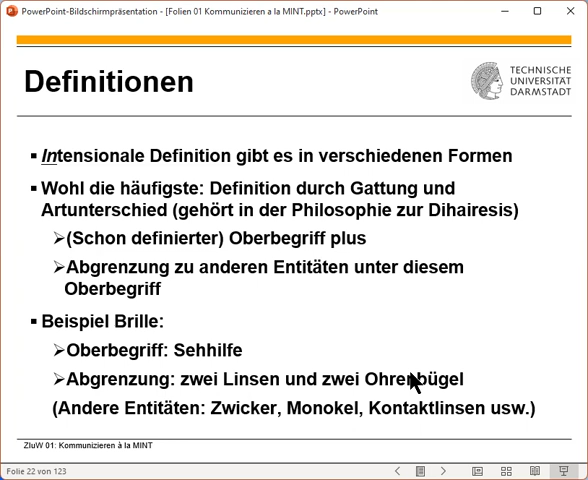 PowerPoint-Bildschirmpräsentation - [Folien 01 Kommunizieren a la MINT.pptx] - PowerPoint
Definitionen
TECHNISCHE
UNIVERSITÄT
DARMSTADT
▪ Intensionale Definition gibt es in verschiedenen Formen
▪ Wohl die häufigste: Definition durch Gattung und
Artunterschied (gehört in der Philosophie zur Dihairesis)
➢(Schon definierter) Oberbegriff plus
➢Abgrenzung zu anderen Entitäten unter diesem
Oberbegriff
▪ Beispiel Brille:
➢Oberbegriff: Sehhilfe
➢Abgrenzung: zwei Linsen und zwei Ohrenbügel
(Andere Entitäten: Zwicker, Monokel, Kontaktlinsen usw.)
ZIuW 01: Kommunizieren à la MINT
Folie 22 von 123